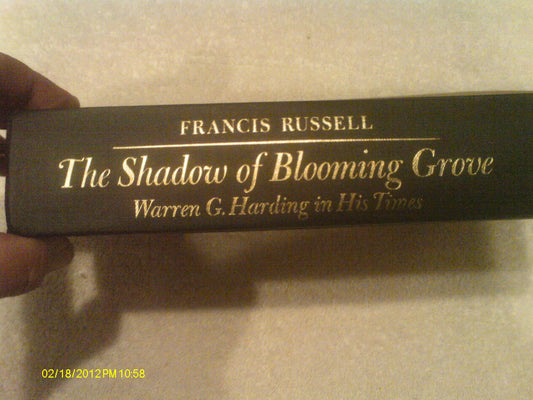 FRANCIS RUSSELL
The Shadow of Blooming Grove
Warren G. Harding in His Times
02/18/2012 PM 10:58